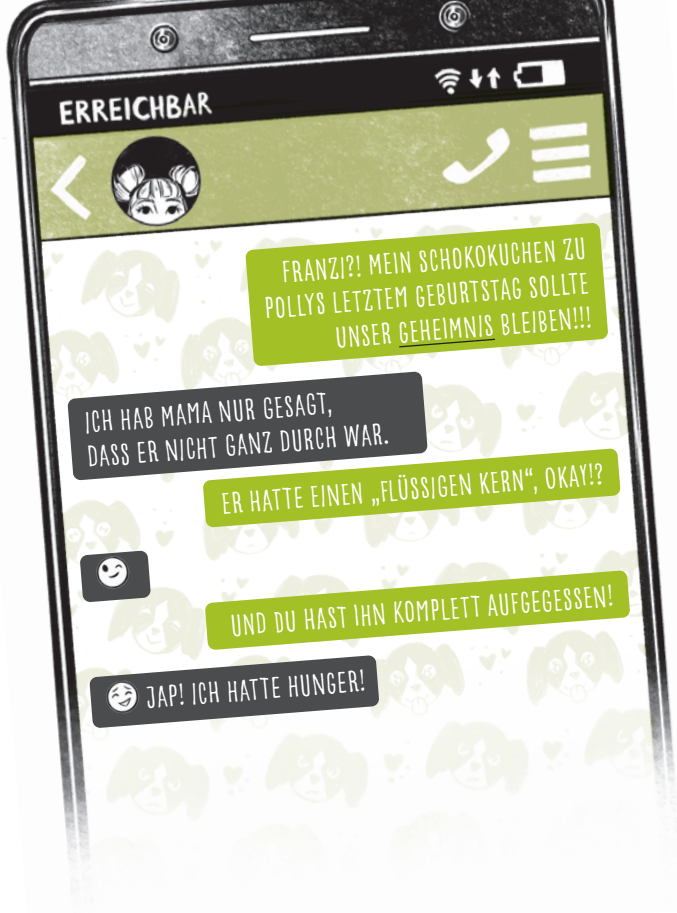 ERREICHBAR
FRANZI?! MEIN SCHOKOKUCHEN ZU
POLLYS LETZTEM GEBURTSTAG SOLLTE
UNSER GEHEIMNIS BLEIBEN!!!
ICH HAB MAMA NUR GESAGT,
DASS ER NICHT GANZ DURCH WAR.
ER HATTE EINEN „FLÜSSIGEN KERN“, OKAY!?
UND DU HAST IHN KOMPLETT AUFGEGESSEN!
JAP! ICH HATTE HUNGER!